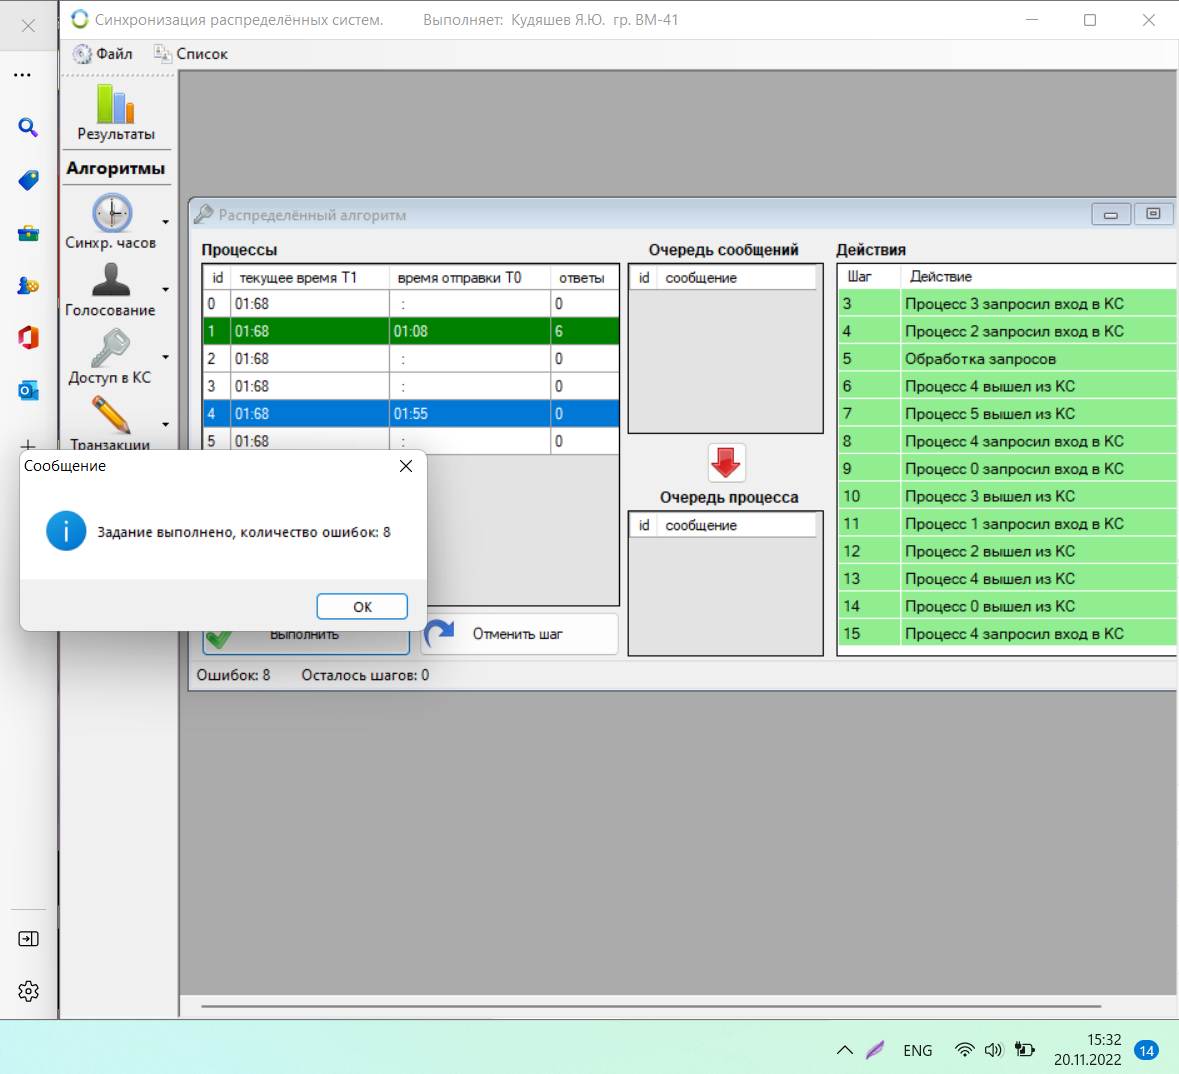 Синхронизация распределённых систем. Выполняет: Кудяшев Я.Ю. гр. ВМ-41
Файл Список
Результаты
Алгоритмы
Синхр. часов
Голосование
Доступ в КС
Транзакции
Распределённый алгоритм
Процессы
id текущее время T1 время отправки T0 ответы
0 01:68 : 0
1 01:68 01:08 6
2 01:68 : 0
3 01:68 : 0
4 01:68 01:55 0
5 01:68 : 0
Очередь сообщений
id сообщение
Очередь процесса
id сообщение
Действия
Шаг Действие
3 Процесс 3 запросил вход в КС
4 Процесс 2 запросил вход в КС
5 Обработка запросов
6 Процесс 4 вышел из КС
7 Процесс 5 вышел из КС
8 Процесс 4 запросил вход в КС
9 Процесс 0 запросил вход в КС
10 Процесс 3 вышел из КС
11 Процесс 1 запросил вход в КС
12 Процесс 2 вышел из КС
13 Процесс 4 вышел из КС
14 Процесс 0 вышел из КС
15 Процесс 4 запросил вход в КС
Сообщение
Задание выполнено, количество ошибок: 8
OK
Выполнить Отменить шаг
Ошибок: 8 Осталось шагов: 0
ENG
15:32
20.11.2022
14